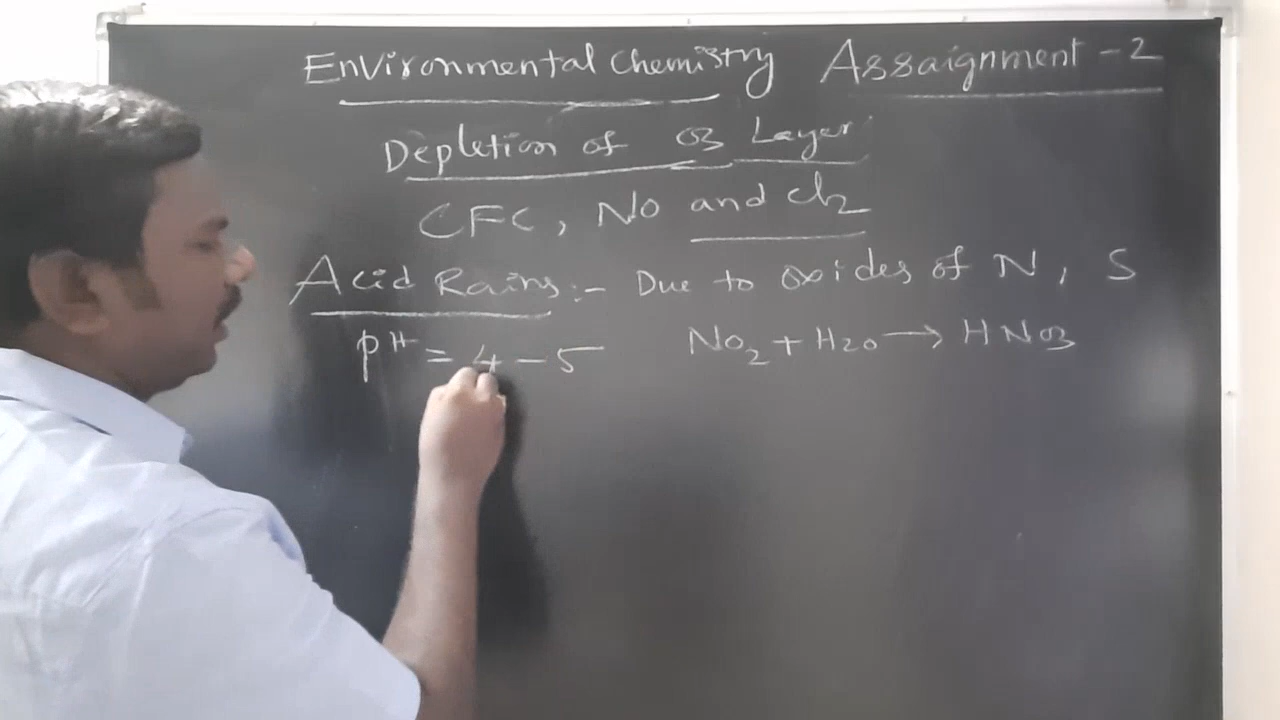 Environmental Chemistry Assaignment - 2
Depletion of O3 Layer
CFC, NO and Cl2
Acid Rains:- Due to oxides of N, S
pH = 4 - 5 NO2 + H2O → HNO3